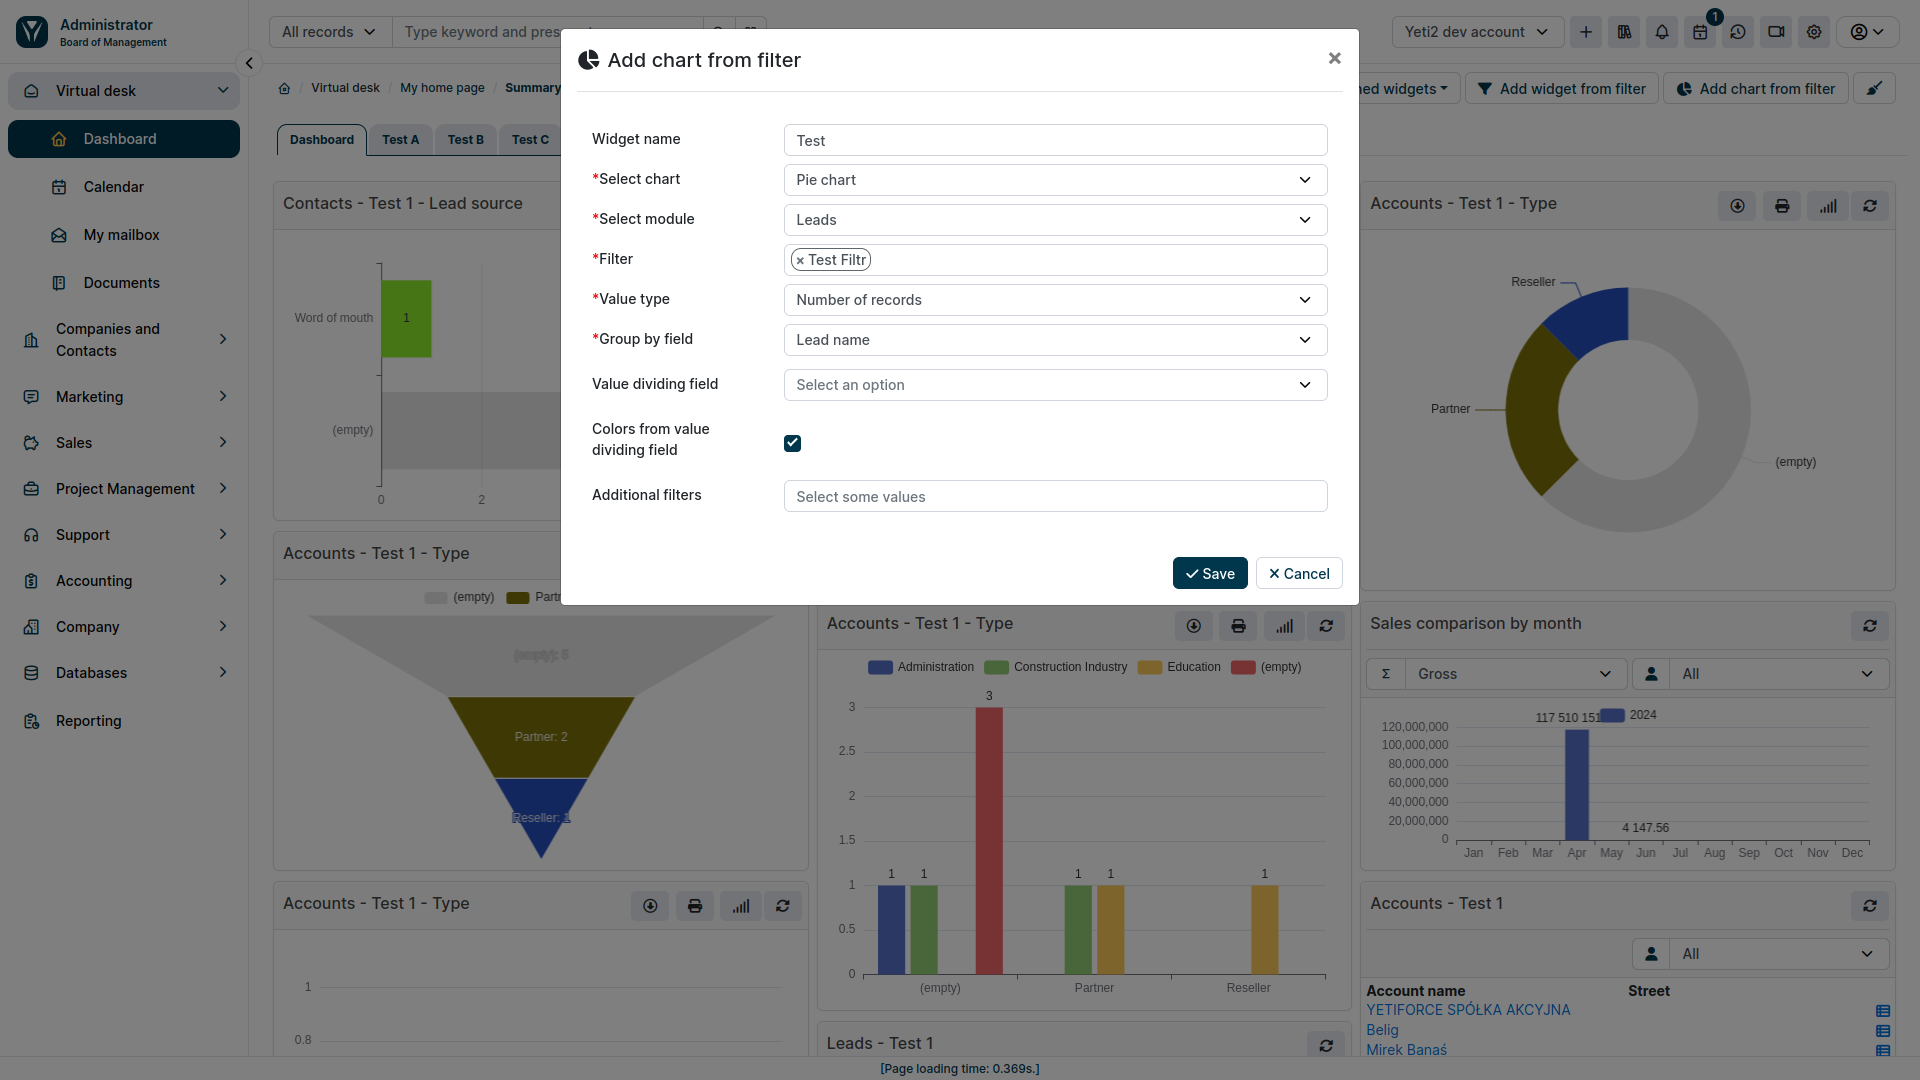 Administrator
Board of Management
All records
Type keyword and pres
Yeti2 dev account
1
Virtual desk
Dashboard
Calendar
My mailbox
Documents
Companies and
Contacts
Marketing
Sales
Project Management
Support
Accounting
Company
Databases
Reporting
/ Virtual desk / My home page / Summary
ed widgets
Add widget from filter
Add chart from filter
Dashboard
Test A
Test B
Test C
Add chart from filter
×
Widget name
Test
*Select chart
Pie chart
*Select module
Leads
*Filter
× Test Filtr
*Value type
Number of records
*Group by field
Lead name
Value dividing field
Select an option
Colors from value
dividing field
Additional filters
Select some values
Save
Cancel
Contacts - Test 1 - Lead source
Word of mouth
1
(empty)
0
2
Accounts - Test 1 - Type
Reseller
Partner
(empty)
Accounts - Test 1 - Type
(empty)
Partn
(empty): 5
Partner: 2
Reseller: 1
Accounts - Test 1 - Type
Administration
Construction Industry
Education
(empty)
3
2.5
2
1.5
1
0.5
0
1
1
3
1
1
1
(empty)
Partner
Reseller
Sales comparison by month
Σ
Gross
All
2024
117 510 151
4 147.56
120,000,000
100,000,000
80,000,000
60,000,000
40,000,000
20,000,000
0
Jan
Feb
Mar
Apr
May
Jun
Jul
Aug
Sep
Oct
Nov
Dec
Accounts - Test 1 - Type
1
0.8
Leads - Test 1
Accounts - Test 1
All
Account name
Street
YETIFORCE SPÓŁKA AKCYJNA
Belig
Mirek Banaś
[Page loading time: 0.369s.]